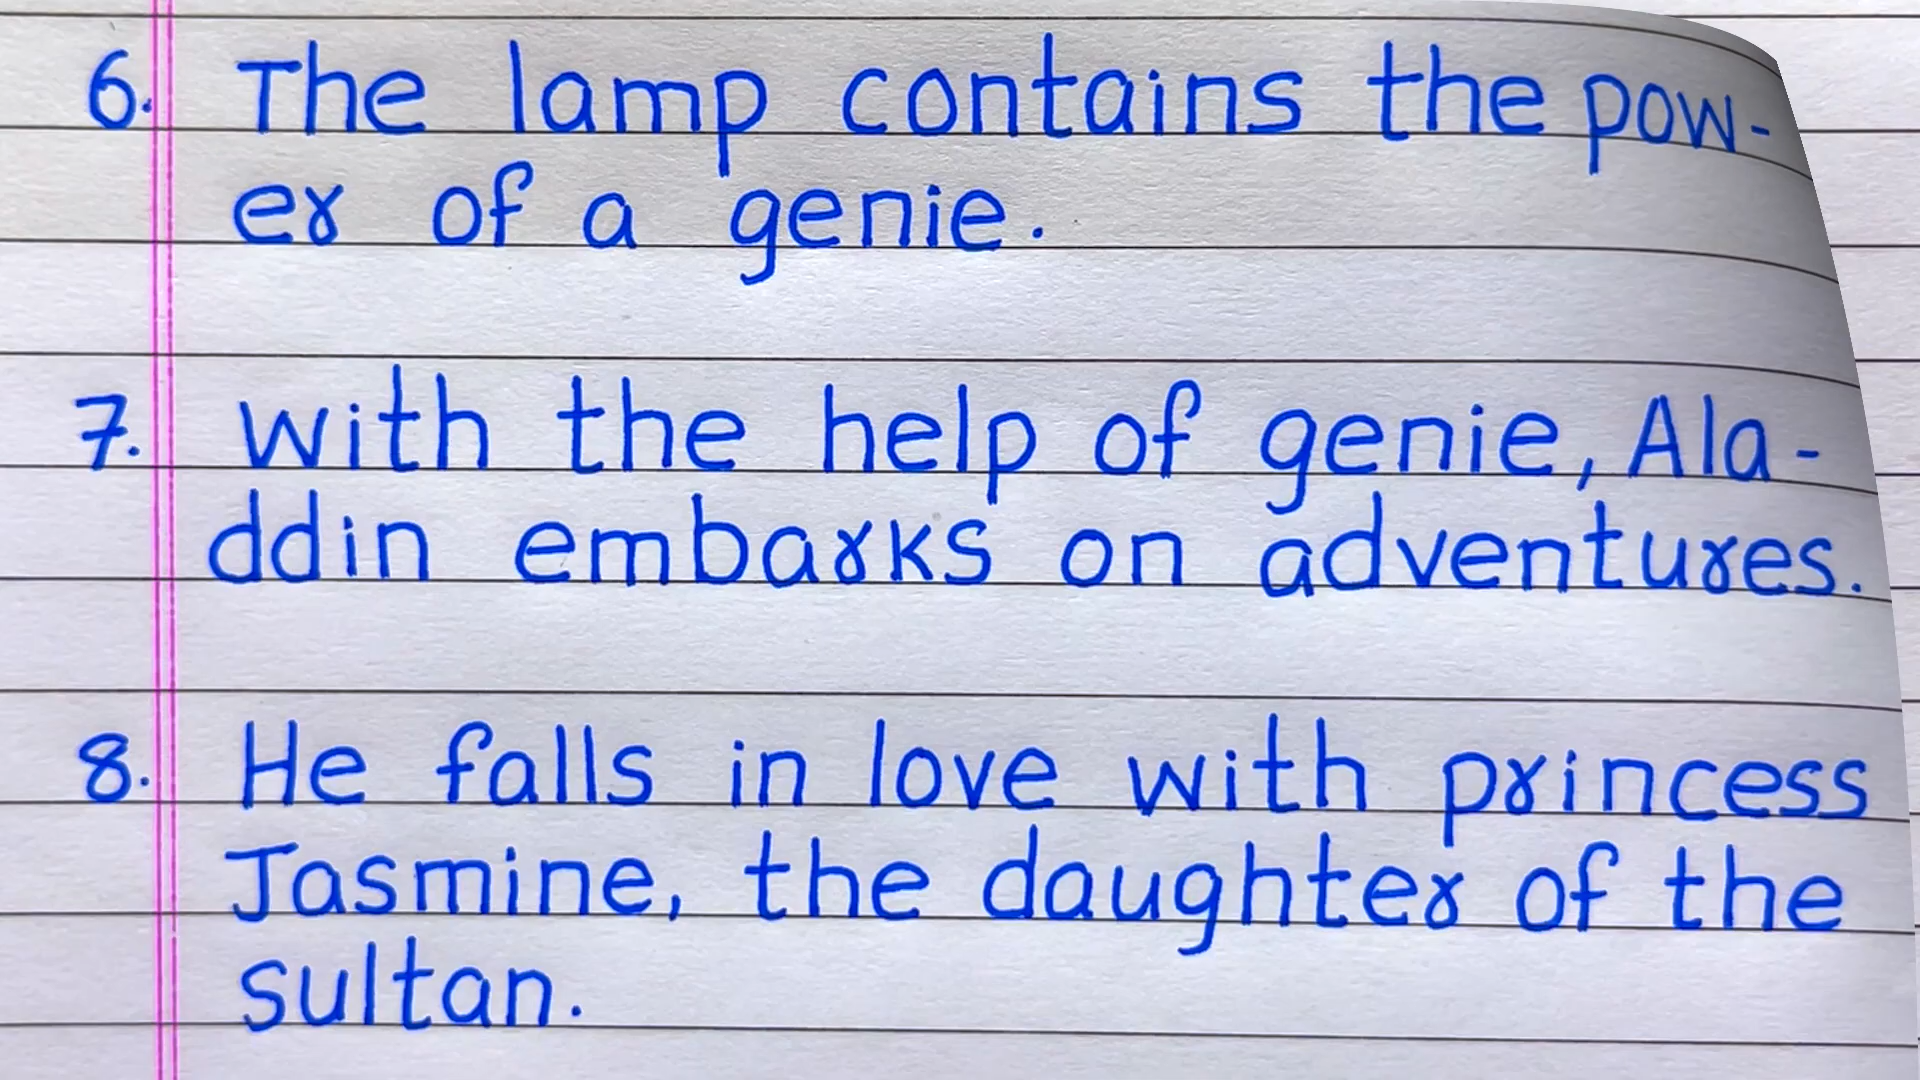 6. The lamp contains the pow-
er of a genie.
7. With the help of genie, Ala-
ddin embarks on adventures.
8. He falls in love with princess
Jasmine, the daughter of the
sultan.